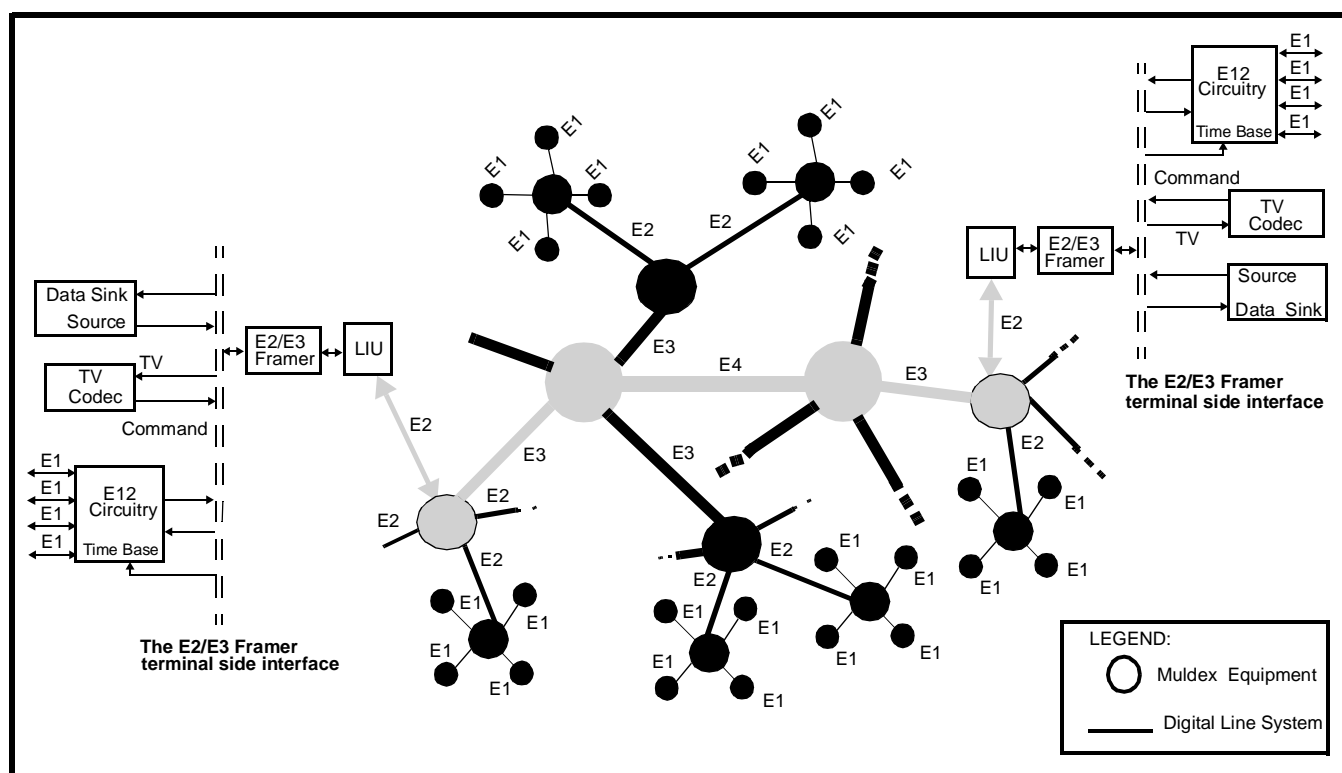 E1
E1
E1
E1
E1
E1
E1
E1
E2
E2
E3
E4
E3
E3
E3
Data Sink
Source
TV
Codec
TV
Command
E1
E1
E1
E1
E12
Circuitry
Time Base
E2/E3
Framer
LIU
E2
The E2/E3 Framer
terminal side interface
E2
E2
E2
E1
E1
E1
E1
E2
E2
E1
E1
E1
E1
E1
E1
E1
E1
E12
Circuitry
Time Base
E1
E1
E1
E1
Command
TV
Codec
TV
Source
Data Sink
LIU
E2/E3
Framer
E2
The E2/E3 Framer
terminal side interface
E2
E1
E1
E1
E1
LEGEND:
Muldex Equipment
Digital Line System